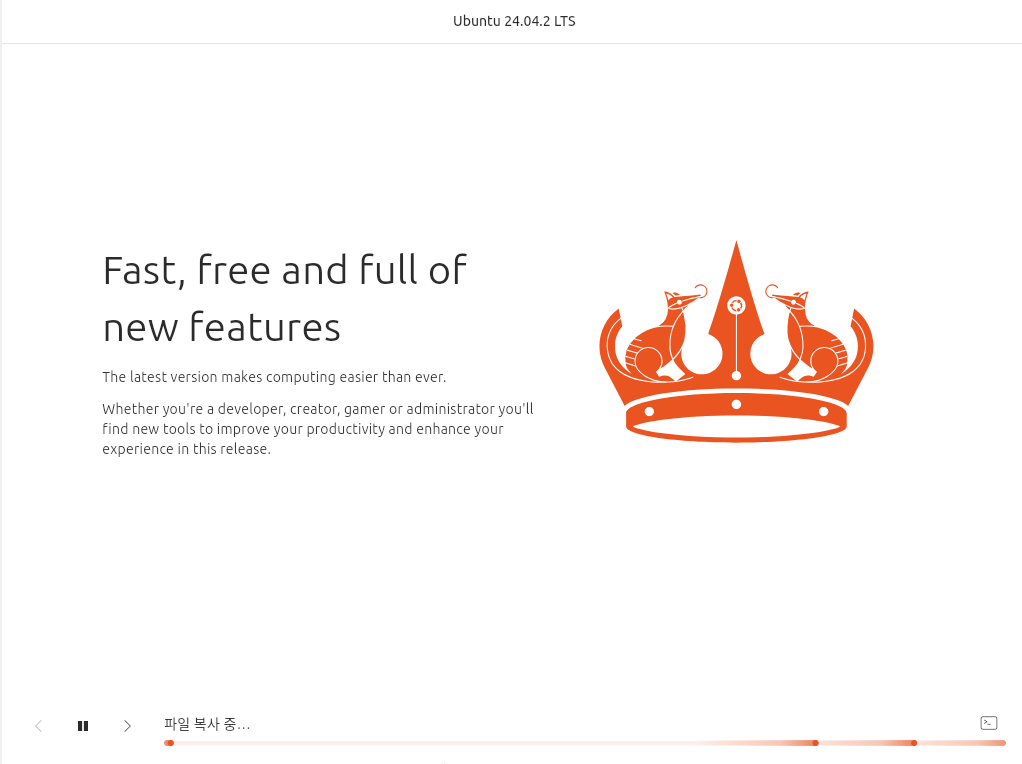 Ubuntu 24.04.2 LTS
Fast, free and full of
new features
The latest version makes computing easier than ever.
Whether you're a developer, creator, gamer or administrator you'll
find new tools to improve your productivity and enhance your
experience in this release.
파일 복사 중...